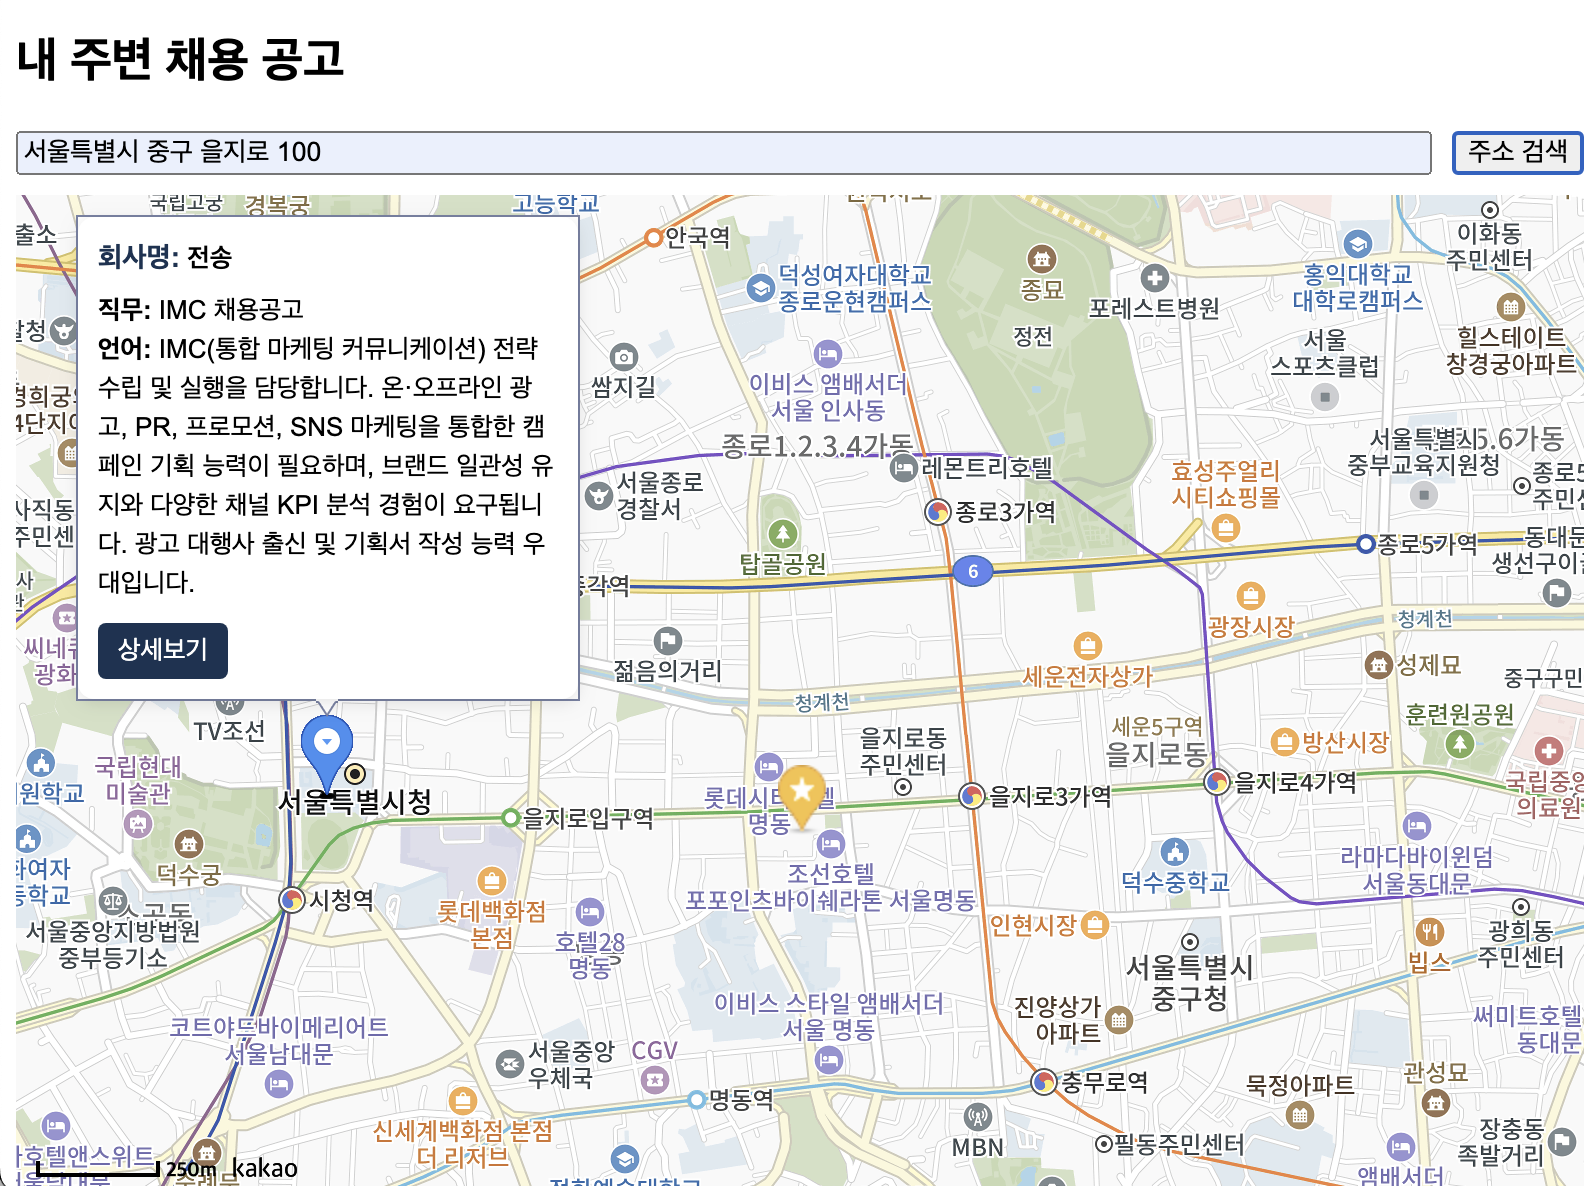 내 주변 채용 공고
서울특별시 중구 을지로 100
주소 검색
회사명: 전송
직무: IMC 채용공고
언어: IMC(통합 마케팅 커뮤니케이션) 전략
수립 및 실행을 담당합니다. 온·오프라인 광
고, PR, 프로모션, SNS 마케팅을 통합한 캠
페인 기획 능력이 필요하며, 브랜드 일관성 유
지와 다양한 채널 KPI 분석 경험이 요구됩니
다. 광고 대행사 출신 및 기획서 작성 능력 우
대입니다.
상세보기
국립고궁
경복궁
고등학교
안국역
덕성여자대학교
종로운현캠퍼스
종묘
정전
포레스트병원
이화동
주민센터
홍익대학교
대학로캠퍼스
힐스테이트
창경궁아파트
서울
스포츠클럽
쌈지길
이비스 앰배서더
서울 인사동
종로1.2.3.4가동
레몬트리호텔
서울종로
경찰서
종로3가역
탑골공원
6
효성주얼리
시티쇼핑몰
서울특별시
중부교육지원청
5.6가동
종로5
주민센
종로5가역
동대문
생선구이
광장시장
청계천
세운전자상가
성제묘
중구구민
젊음의거리
청계천
종각역
TV조선
국립현대
미술관
서울특별시청
을지로입구역
롯데시티호텔
명동
을지로동
주민센터
을지로3가역
세운5구역
을지로동
방산시장
훈련원공원
을지로4가역
국립중앙
의료원
덕수궁
시청역
소공동
서울중앙지방법원
중부등기소
롯데백화점
본점
호텔28
명동
조선호텔
포포인츠바이쉐라톤 서울명동
덕수중학교
라마다바이윈덤
서울동대문
인현시장
서울특별시
중구청
빕스
광희동
주민센터
진양상가
아파트
이비스 스타일 앰배서더
서울 명동
코트야드바이메리어트
서울남대문
서울중앙
우체국
CGV
명동역
충무로역
묵정아파트
관성묘
써미트호텔
동대문
신세계백화점 본점
더 리저브
MBN
필동주민센터
장충동
족발거리
앰배서더
250m
kakao